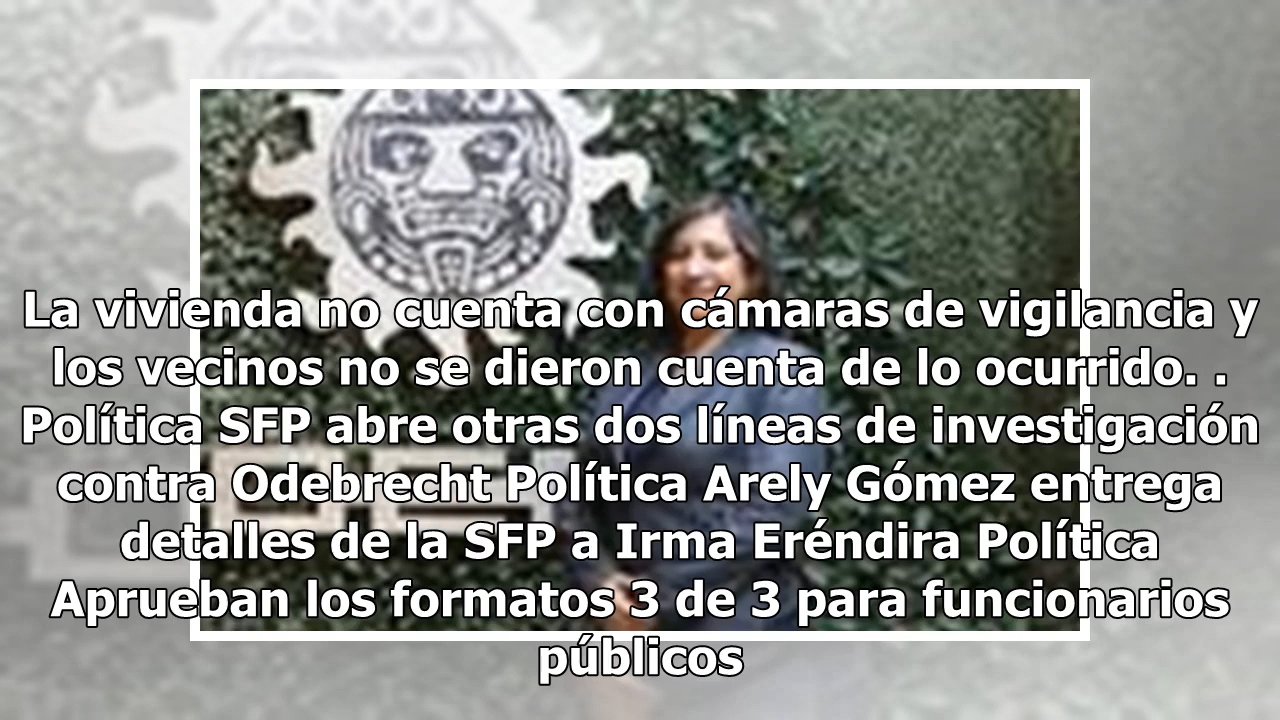 La vivienda no cuenta con cámaras de vigilancia y
los vecinos no se dieron cuenta de lo ocurrido. .
Política SFP abre otras dos líneas de investigación
contra Odebrecht Política Arely Gómez entrega
detalles de la SFP a Irma Eréndira Política
Aprueban los formatos 3 de 3 para funcionarios
públicos